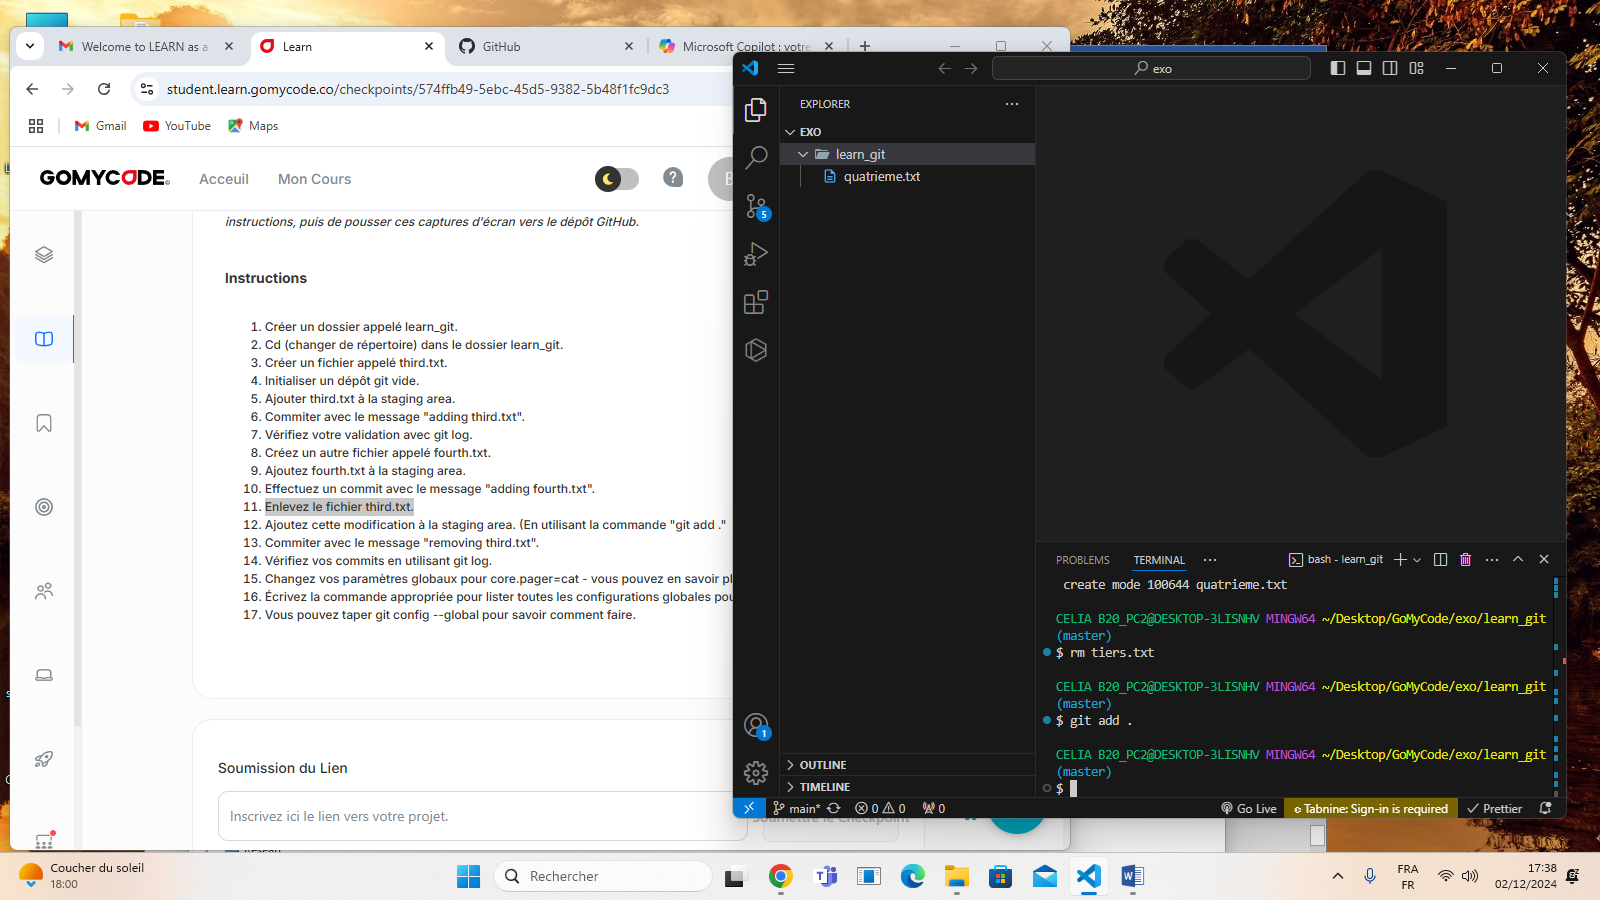 Welcome to LEARN as a
Learn
GitHub
Microsoft Copilot : votre
student.learn.gomycode.co/checkpoints/574ffb49-5ebc-45d5-9382-5b48f1fc9dc3
Gmail
YouTube
Maps
GOMYCODE
Acceuil
Mon Cours
instructions, puis de pousser ces captures d'écran vers le dépôt GitHub.
Instructions
1. Créer un dossier appelé learn_git.
2. Cd (changer de répertoire) dans le dossier learn_git.
3. Créer un fichier appelé third.txt.
4. Initialiser un dépôt git vide.
5. Ajouter third.txt à la staging area.
6. Commiter avec le message "adding third.txt".
7. Vérifiez votre validation avec git log.
8. Créez un autre fichier appelé fourth.txt.
9. Ajoutez fourth.txt à la staging area.
10. Effectuez un commit avec le message "adding fourth.txt".
11. Enlevez le fichier third.txt.
12. Ajoutez cette modification à la staging area. (En utilisant la commande "git add ."
13. Commiter avec le message "removing third.txt".
14. Vérifiez vos commits en utilisant git log.
15. Changez vos paramètres globaux pour core.pager=cat - vous pouvez en savoir pl
16. Écrivez la commande appropriée pour lister toutes les configurations globales pou
17. Vous pouvez taper git config --global pour savoir comment faire.
Soumission du Lien
Inscrivez ici le lien vers votre projet.
Soumettre le Checkpoint
exo
EXPLORER
EXO
learn_git
quatrieme.txt
5
1
OUTLINE
TIMELINE
PROBLEMS
TERMINAL
bash - learn_git
create mode 100644 quatrieme.txt
CELIA B20_PC2@DESKTOP-3LISNHV MINGW64 ~/Desktop/GoMyCode/exo/learn_git
(master)
$ rm tiers.txt
CELIA B20_PC2@DESKTOP-3LISNHV MINGW64 ~/Desktop/GoMyCode/exo/learn_git
(master)
$ git add .
CELIA B20_PC2@DESKTOP-3LISNHV MINGW64 ~/Desktop/GoMyCode/exo/learn_git
(master)
$
main*
0
0
0
Go Live
Tabnine: Sign-in is required
Prettier
Coucher du soleil
18:00
Rechercher
FRA
FR
17:38
02/12/2024